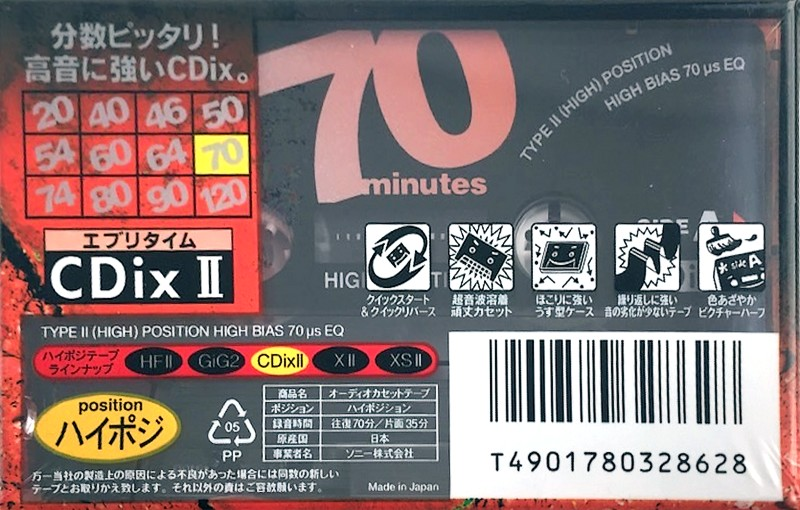 分数ピッタリ!
高音に強いCDix。
20 40 46 50
54 60 64 70
74 80 90 120
エブリタイム
CDix II
70
minutes
TYPE II (HIGH) POSITION
HIGH BIAS 70 µs EQ
SIDE A
クイックスタート
&クイックリバース
超音波溶着
頑丈カセット
ほこりに強い
うす型ケース
繰り返しに強い
音の劣化が少ないテープ
色あざやか
ピクチャーハーフ
TYPE II (HIGH) POSITION HIGH BIAS 70 µs EQ
ハイポジテープ
ラインナップ
HFII GiG2 CDixII XII XSII
position
ハイポジ
05
PP
商品名 オーディオカセットテープ
ポジション ハイポジション
録音時間 往復70分/片面35分
原産国 日本
事業者名 ソニー株式会社
万一当社の製造上の原因による不良があった場合には同数の新しい
テープとお取りかえ致します。それ以外の責はご容赦願います。
Made in Japan
T4901780328628